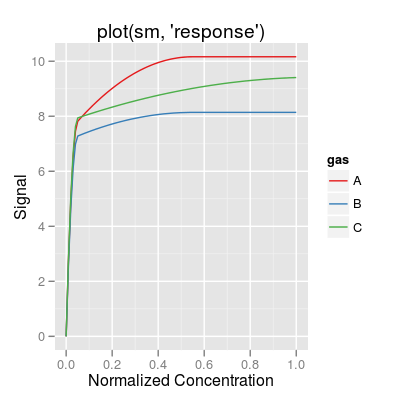 plot(sm, 'response')
10
8
6
4
2
0
Signal
0.0 0.2 0.4 0.6 0.8 1.0
Normalized Concentration
gas
A
B
C